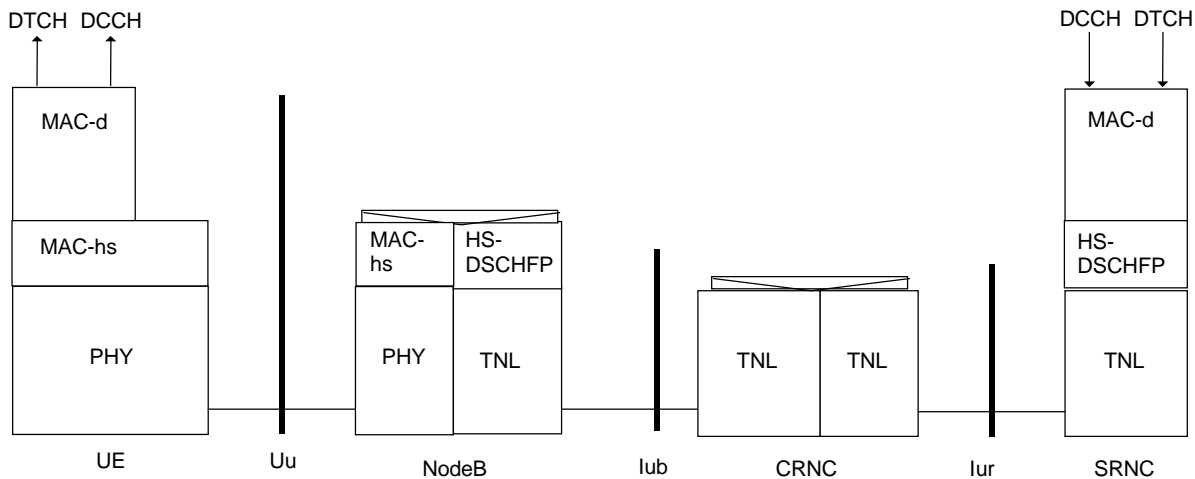 DTCH DCCH
DCCH DTCH
MAC-d
MAC-d
MAC-hs
MAC-
hs
HS-
DSCHFP
HS-
DSCHFP
PHY
PHY
TNL
TNL
TNL
TNL
UE
Uu
NodeB
Iub
CRNC
Iur
SRNC